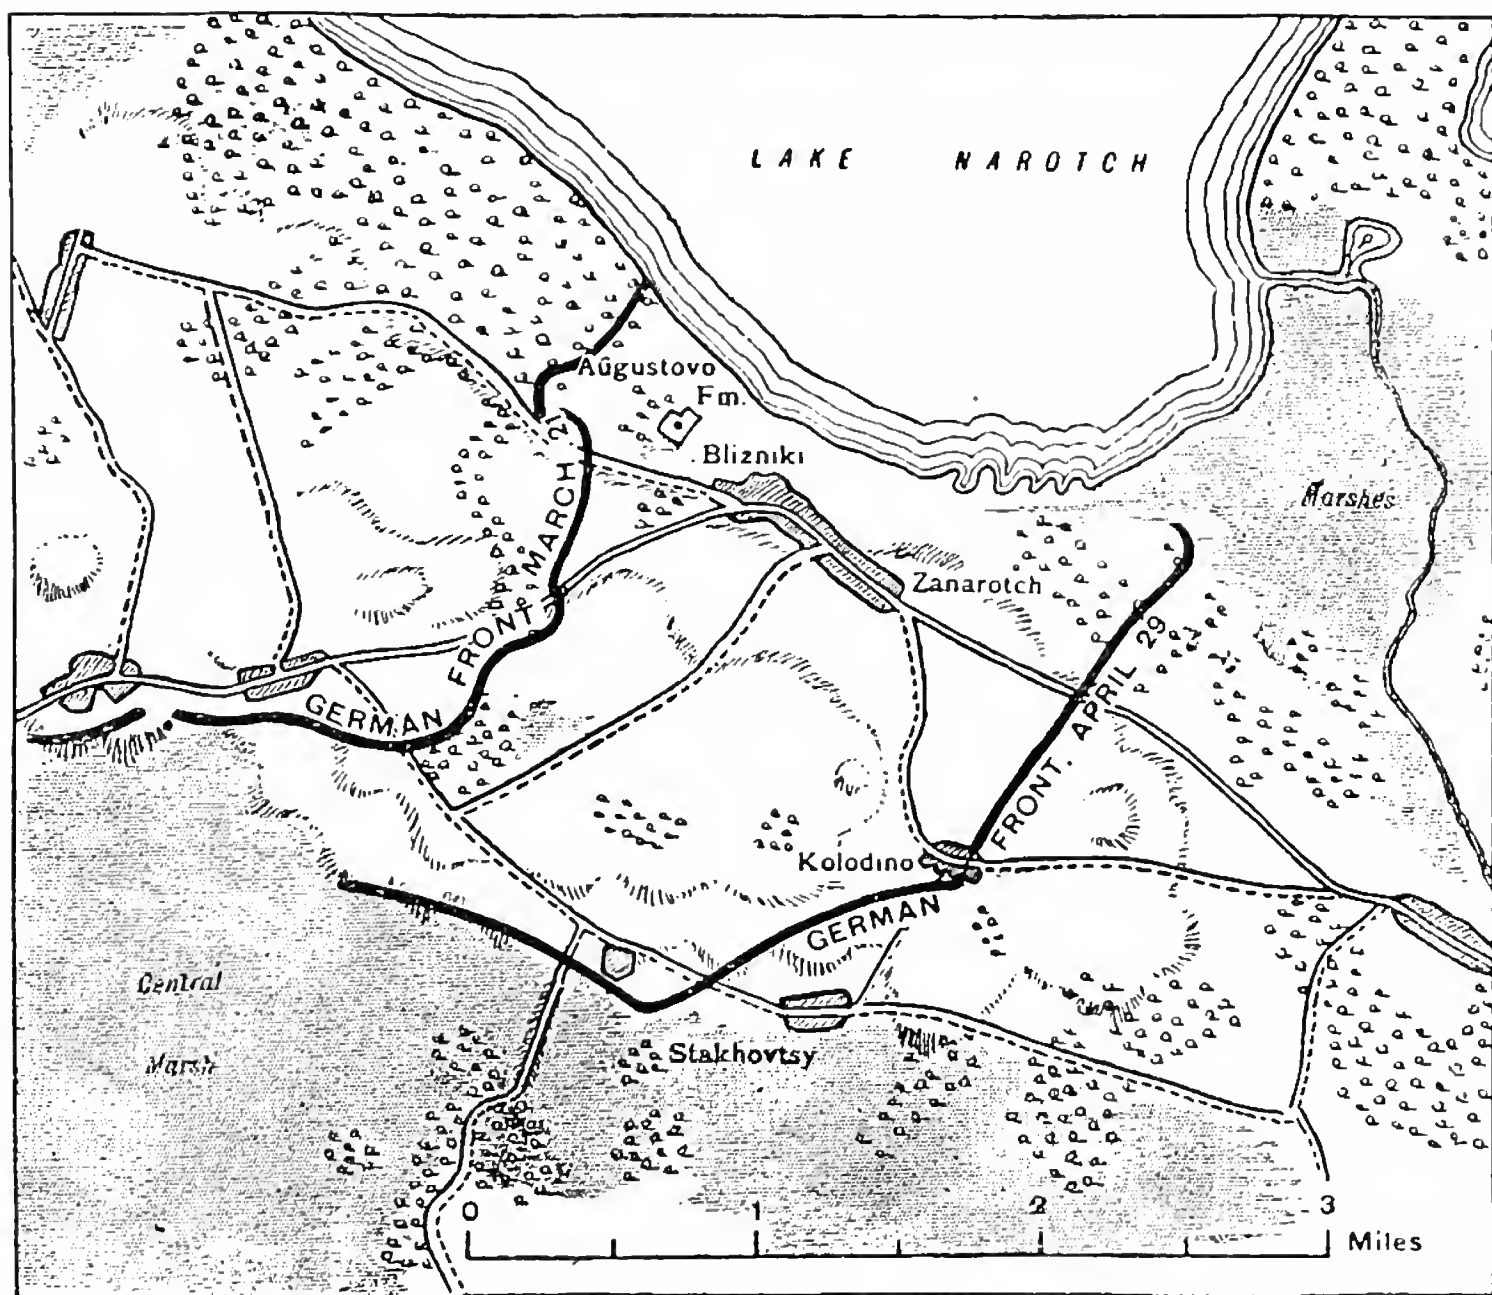 LAKE NAROTCH
Augustovo
Fm.
Blizniki
GERMAN FRONT MARCH 21
Marshes
Zanarotch
GERMAN FRONT. APRIL 29
Kolodino
Central
Marsh
Stakhovtsy
0 1 2 3
Miles